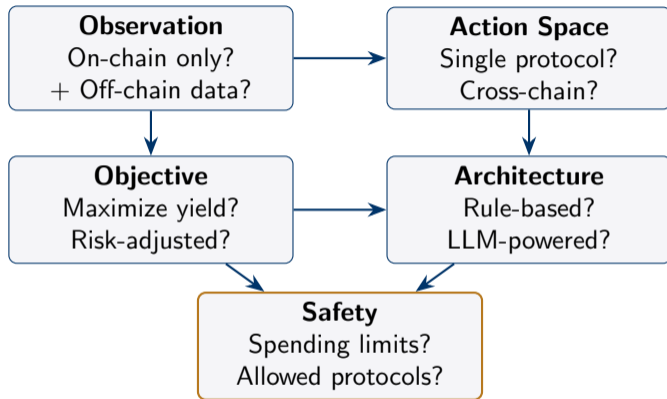 Observation
On-chain only?
+ Off-chain data?
Action Space
Single protocol?
Cross-chain?
Objective
Maximize yield?
Risk-adjusted?
Architecture
Rule-based?
LLM-powered?
Safety
Spending limits?
Allowed protocols?